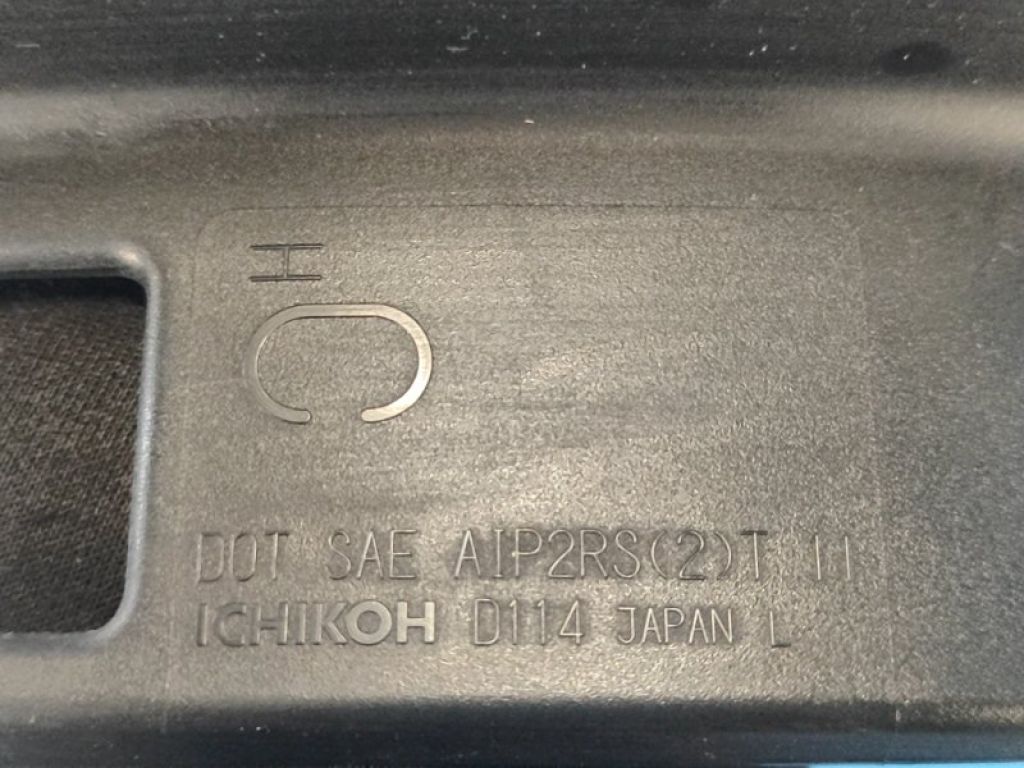 H
C
DOT SAE AIP2RS(2)T 11
ICHIKOH D114 JAPAN L